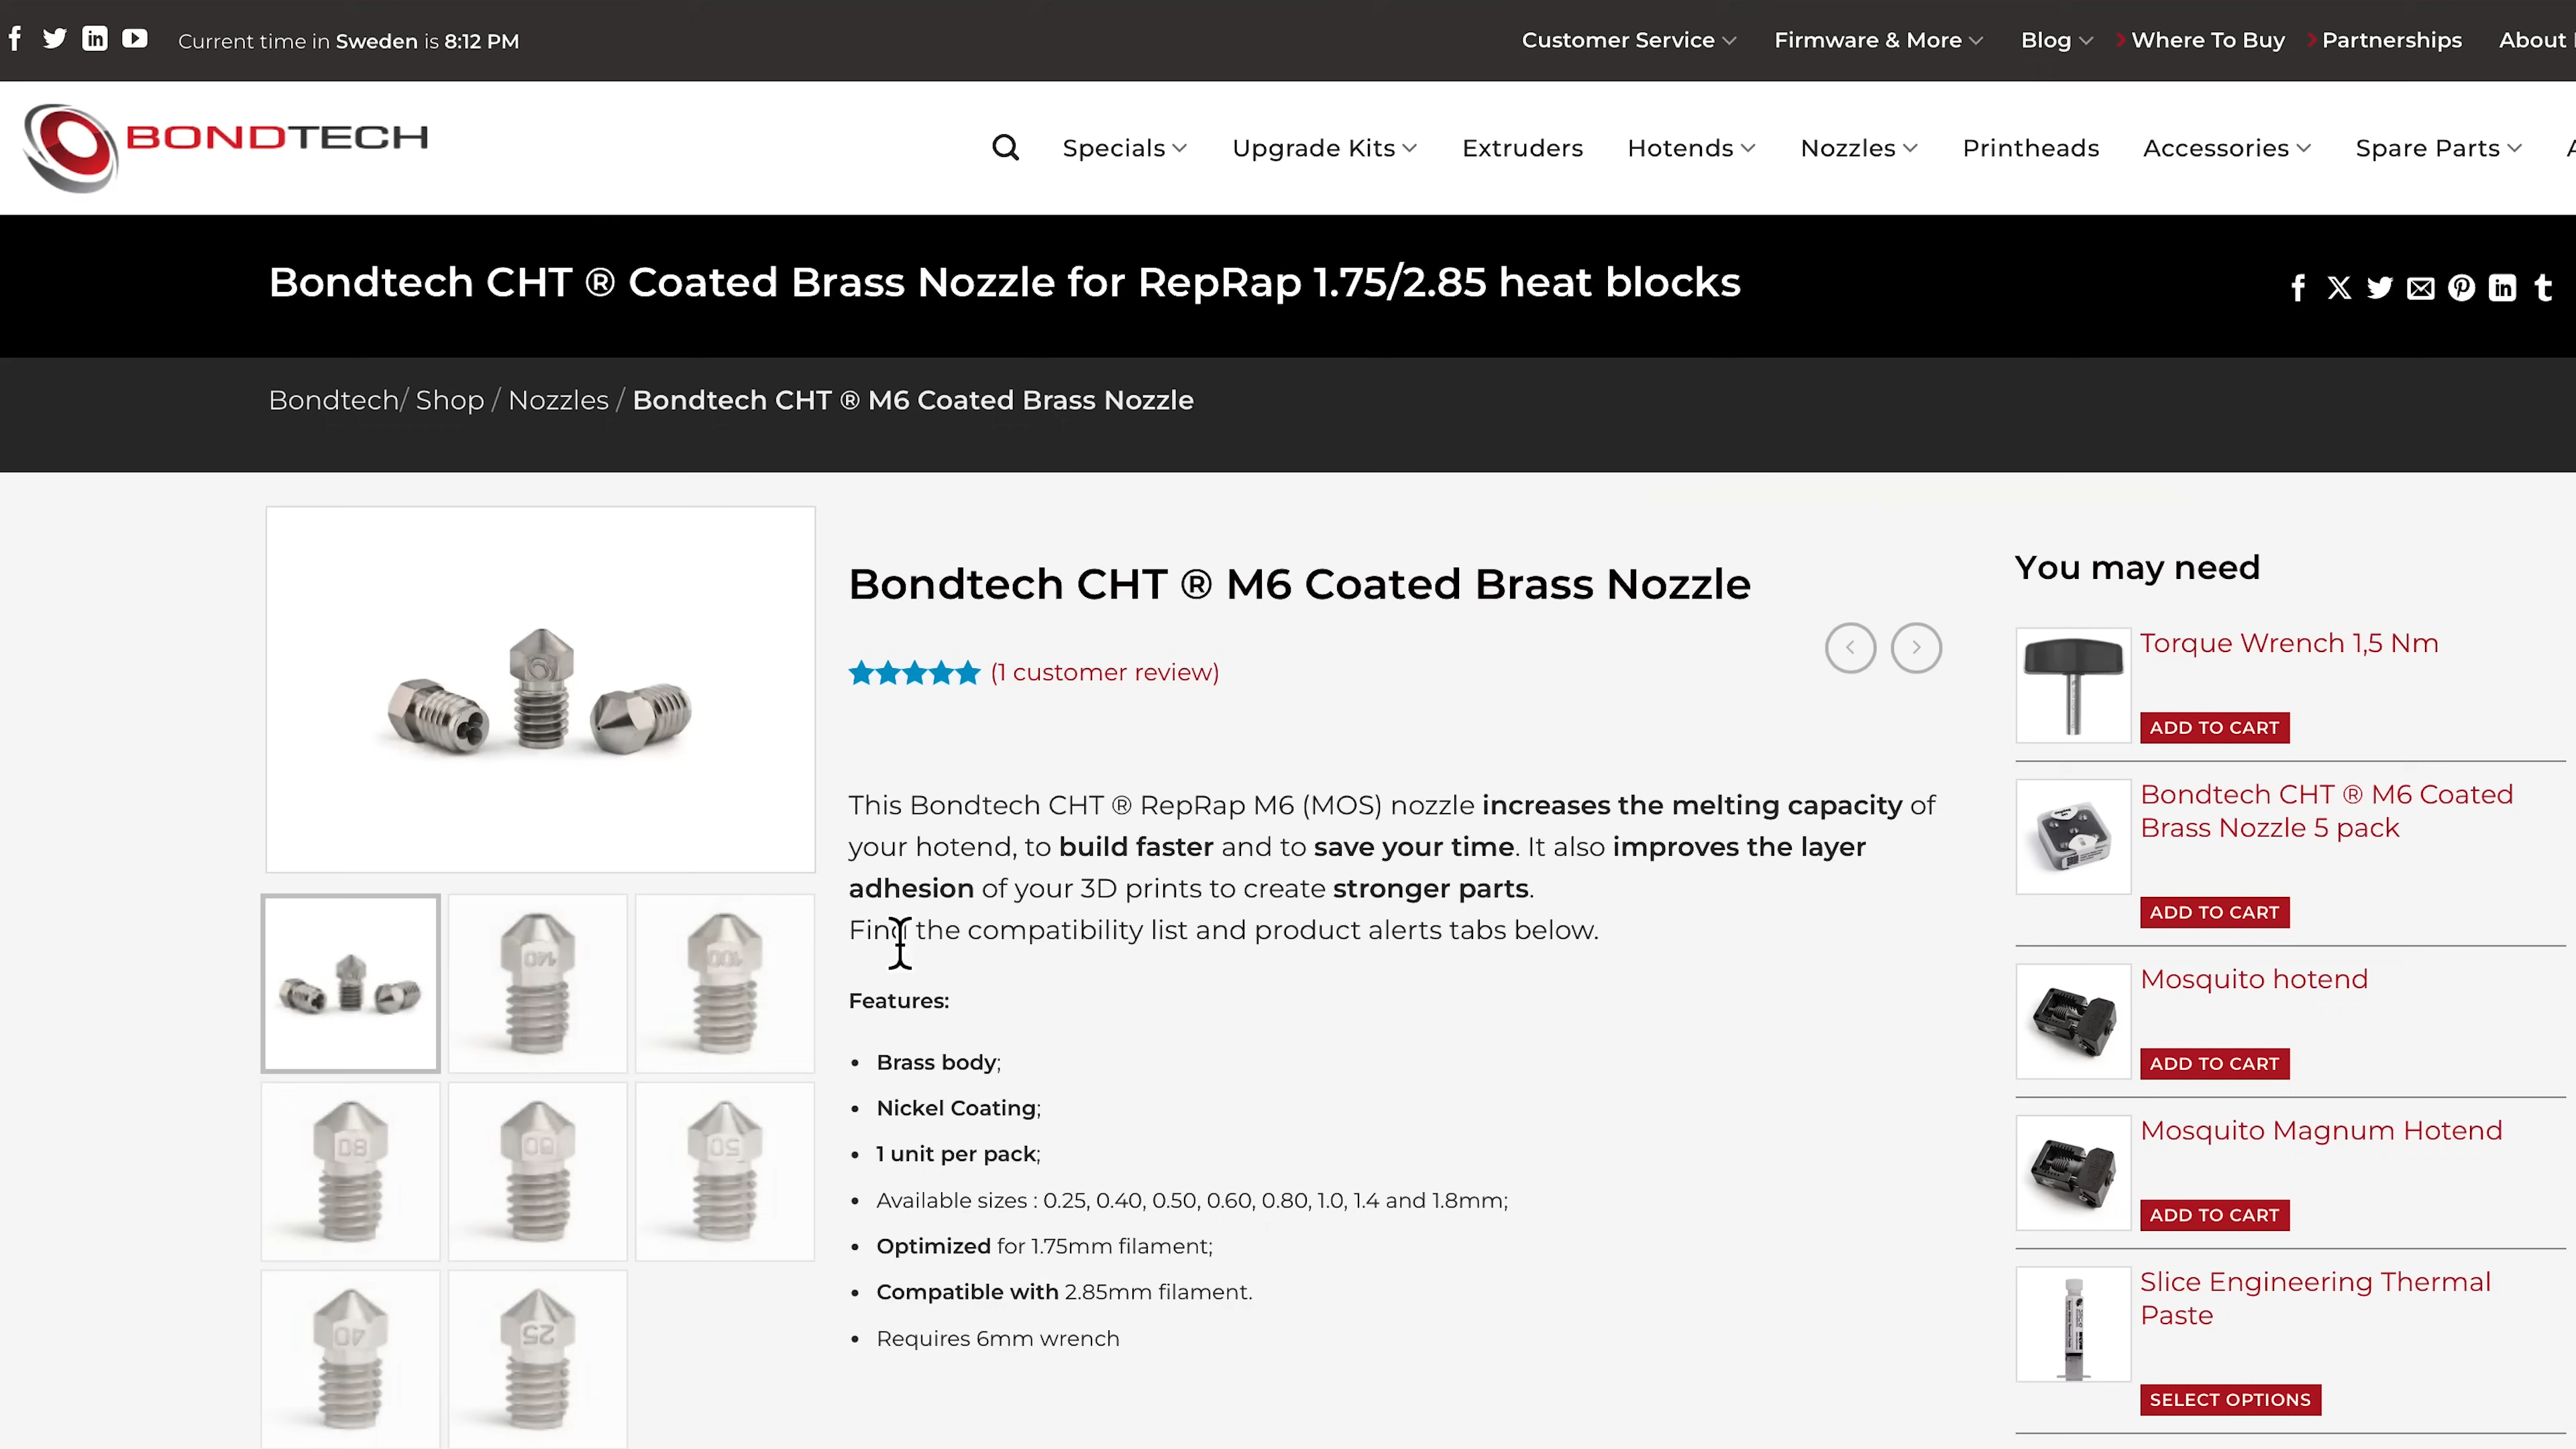 Current time in Sweden is 8:12 PM
Customer Service
Firmware & More
Blog
Where To Buy
Partnerships
About
BONDTECH
Specials
Upgrade Kits
Extruders
Hotends
Nozzles
Printheads
Accessories
Spare Parts
Bondtech CHT ® Coated Brass Nozzle for RepRap 1.75/2.85 heat blocks
Bondtech/ Shop / Nozzles / Bondtech CHT ® M6 Coated Brass Nozzle
Bondtech CHT ® M6 Coated Brass Nozzle
(1 customer review)
This Bondtech CHT ® RepRap M6 (MOS) nozzle increases the melting capacity of
your hotend, to build faster and to save your time. It also improves the layer
adhesion of your 3D prints to create stronger parts.
Find the compatibility list and product alerts tabs below.
Features:
• Brass body;
• Nickel Coating;
• 1 unit per pack;
• Available sizes : 0.25, 0.40, 0.50, 0.60, 0.80, 1.0, 1.4 and 1.8mm;
• Optimized for 1.75mm filament;
• Compatible with 2.85mm filament.
• Requires 6mm wrench
140
100
80
60
50
40
25
You may need
Torque Wrench 1,5 Nm
ADD TO CART
Bondtech CHT ® M6 Coated
Brass Nozzle 5 pack
ADD TO CART
Mosquito hotend
ADD TO CART
Mosquito Magnum Hotend
ADD TO CART
Slice Engineering Thermal
Paste
SELECT OPTIONS